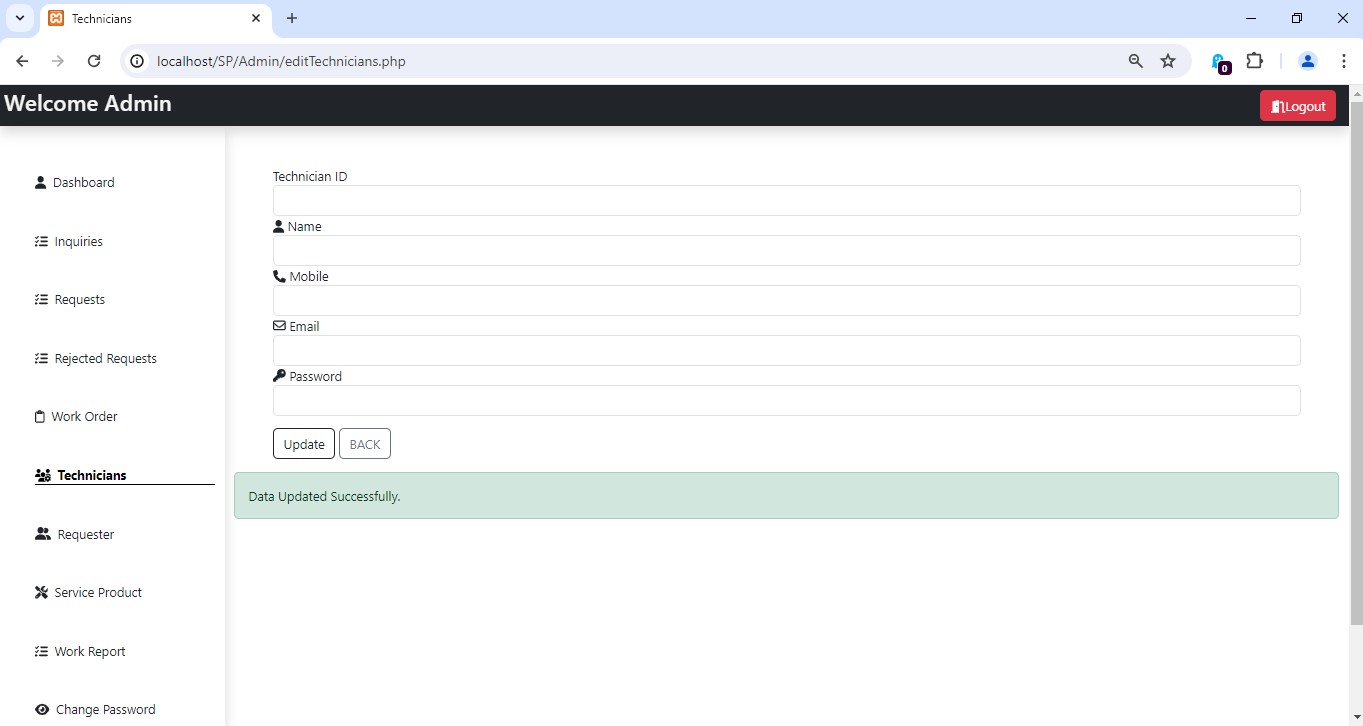 Technicians
localhost/SP/Admin/editTechnicians.php
0
Welcome Admin
Logout
Dashboard
Inquiries
Requests
Rejected Requests
Work Order
Technicians
Requester
Service Product
Work Report
Change Password
Technician ID
Name
Mobile
Email
Password
Update BACK
Data Updated Successfully.